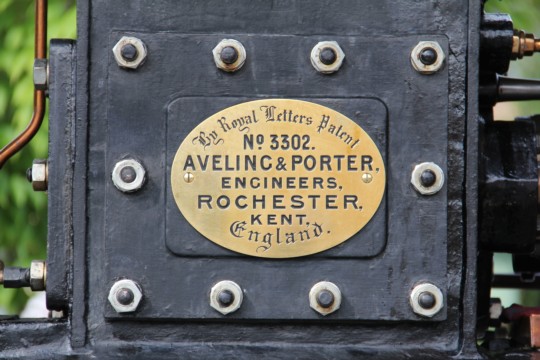 By Royal Letters Patent
No 3302.
AVELING & PORTER,
ENGINEERS,
ROCHESTER,
KENT.
England.